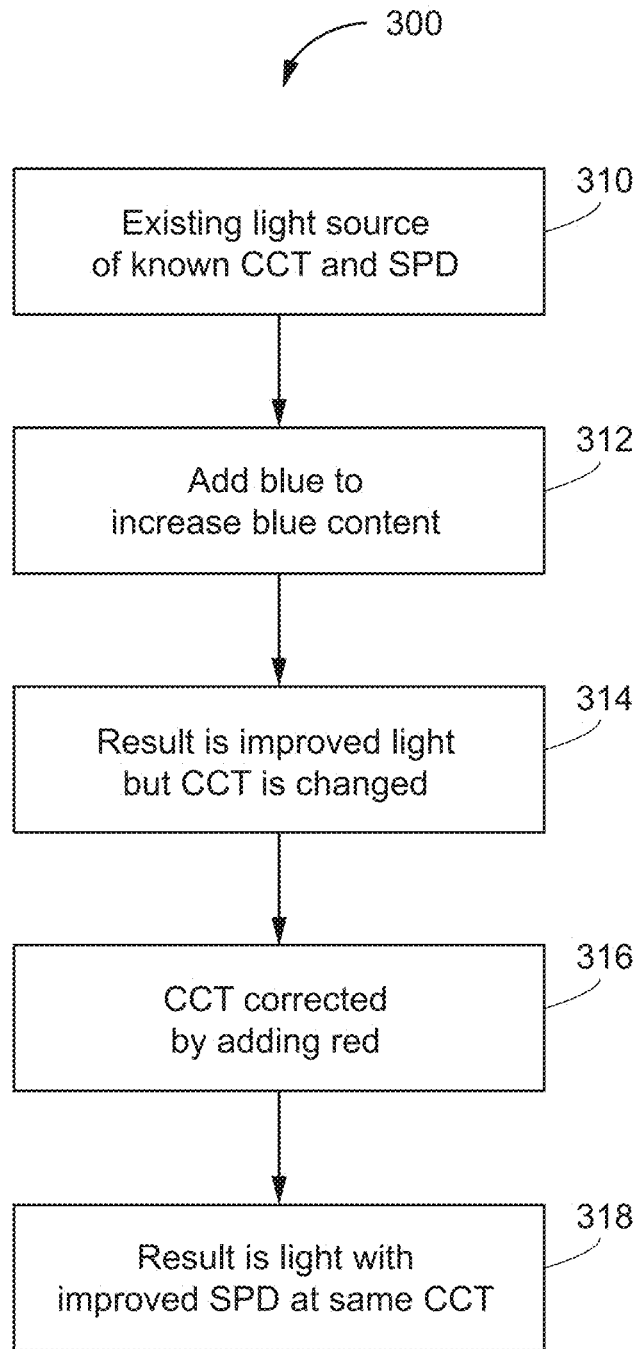 300
310
Existing light source
of known CCT and SPD
312
Add blue to
increase blue content
314
Result is improved light
but CCT is changed
316
CCT corrected
by adding red
318
Result is light with
improved SPD at same CCT